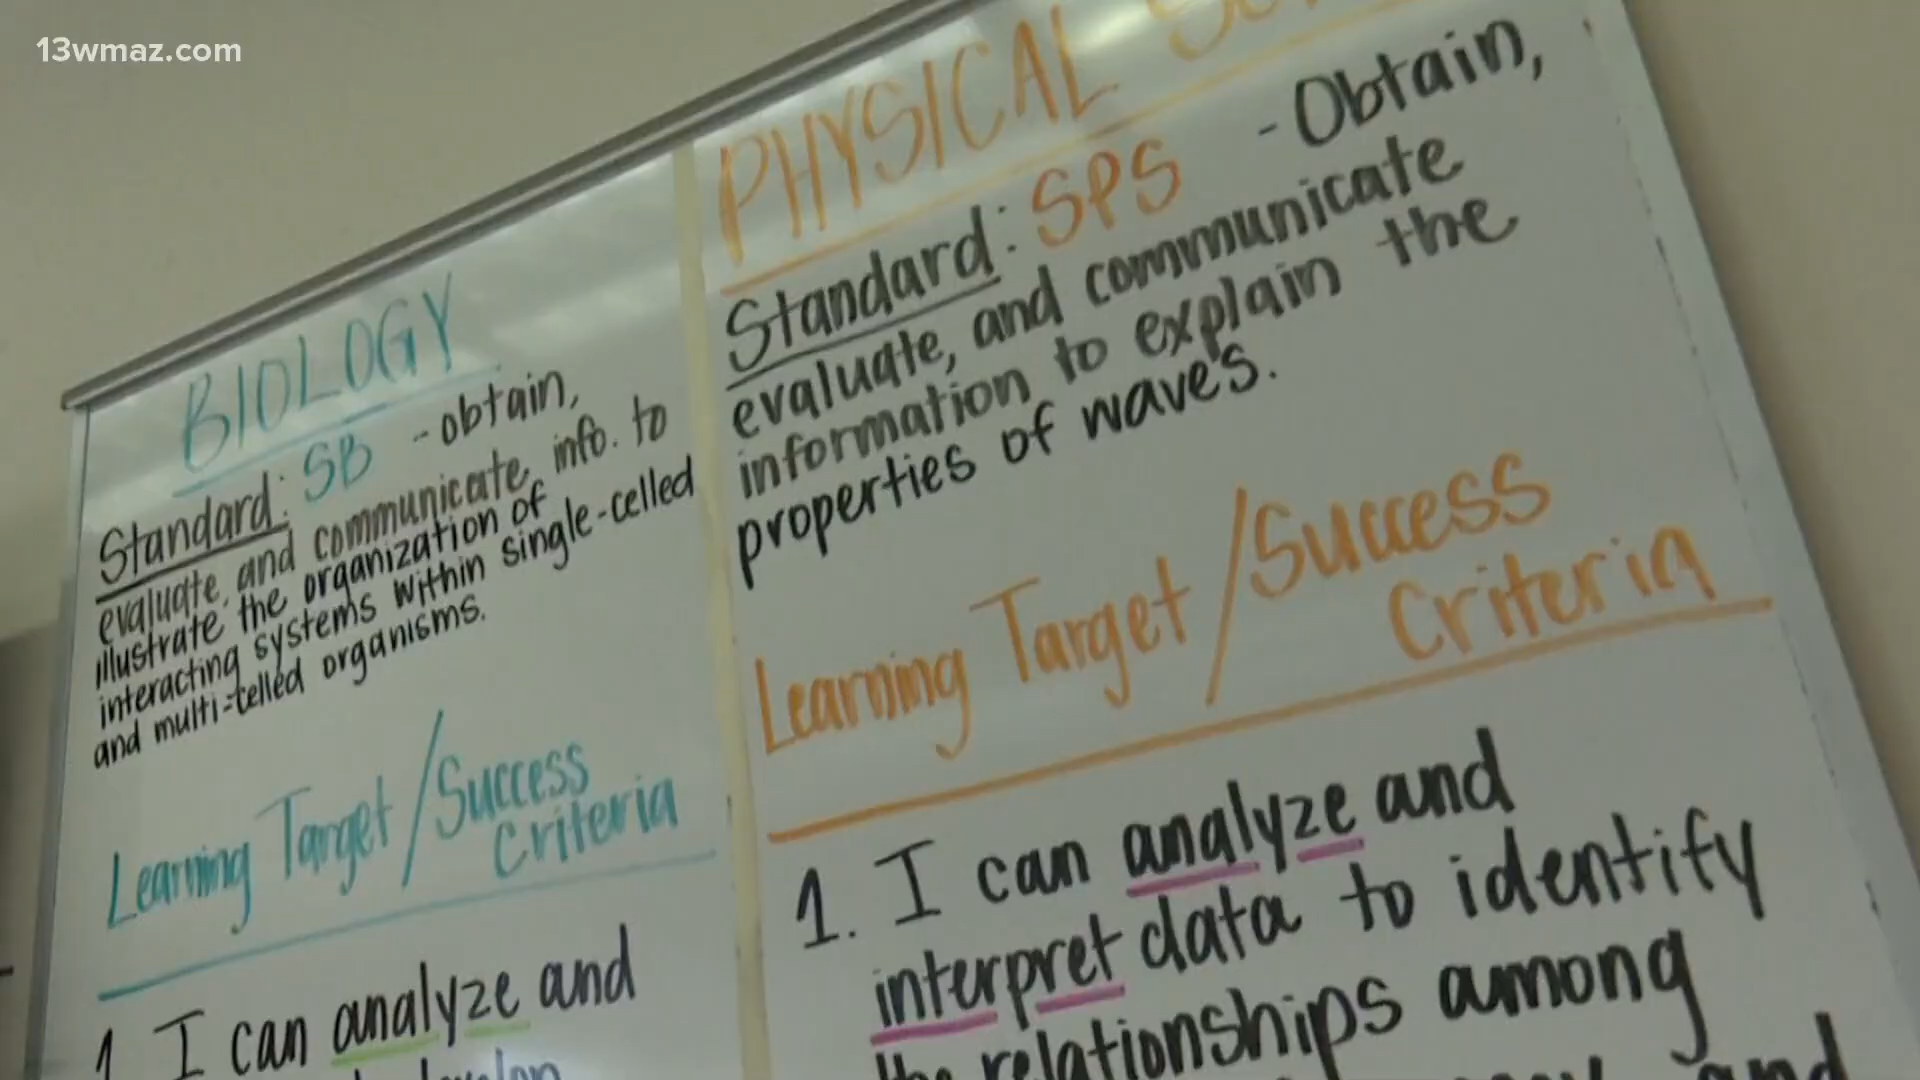 13wmaz.com
BIOLOGY
Standard: SB - obtain,
evaluate, and communicate info. to
illustrate the organization of
interacting systems within single-celled
and multi-celled organisms.
Learning Target/Success
Criteria
1. I can analyze and
PHYSICAL
Standard: SPS - Obtain,
evaluate, and communicate
information to explain the
properties of waves.
Learning Target/Success
Criteria
1. I can analyze and
interpret data to identify
the relationships among
and